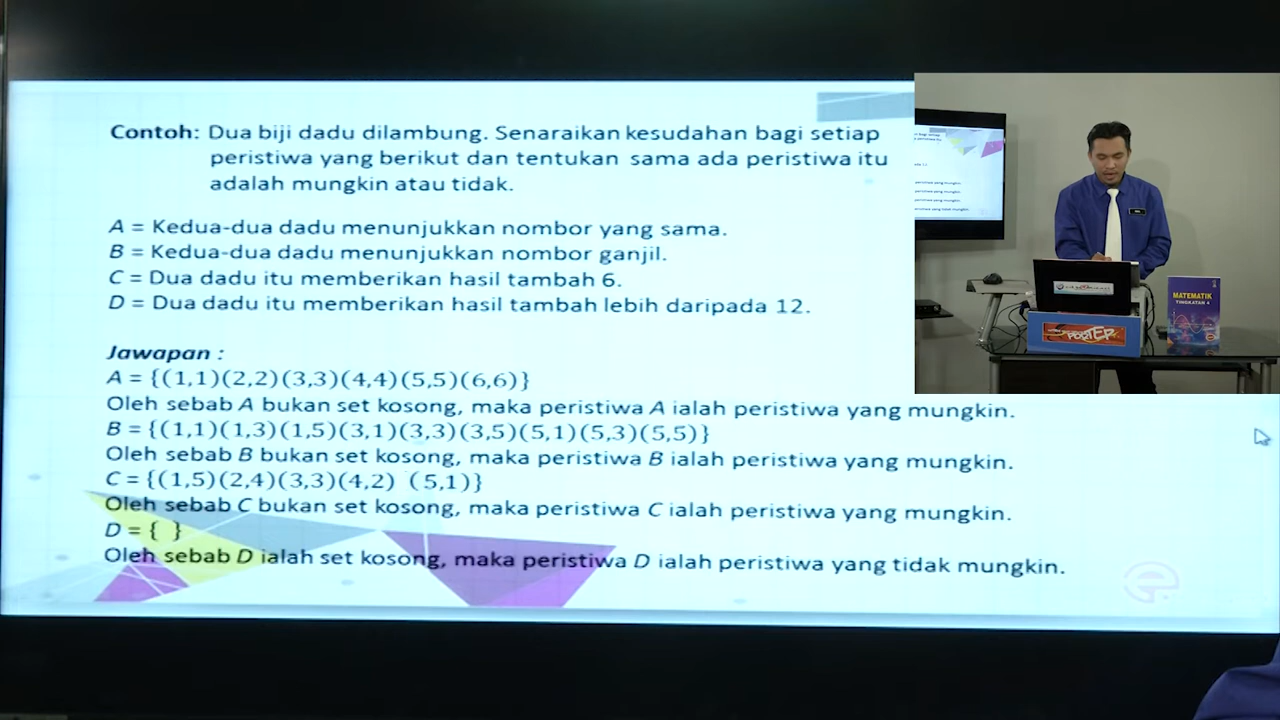 Contoh: Dua biji dadu dilambung. Senaraikan kesudahan bagi setiap
peristiwa yang berikut dan tentukan sama ada peristiwa itu
adalah mungkin atau tidak.
A = Kedua-dua dadu menunjukkan nombor yang sama.
B = Kedua-dua dadu menunjukkan nombor ganjil.
C = Dua dadu itu memberikan hasil tambah 6.
D = Dua dadu itu memberikan hasil tambah lebih daripada 12.
Jawapan :
A = {(1,1)(2,2)(3,3)(4,4)(5,5)(6,6)}
Oleh sebab A bukan set kosong, maka peristiwa A ialah peristiwa yang mungkin.
B = {(1,1)(1,3)(1,5)(3,1)(3,3)(3,5)(5,1)(5,3)(5,5)}
Oleh sebab B bukan set kosong, maka peristiwa B ialah peristiwa yang mungkin.
C = {(1,5)(2,4)(3,3)(4,2) (5,1)}
Oleh sebab C bukan set kosong, maka peristiwa C ialah peristiwa yang mungkin.
D = { }
Oleh sebab D ialah set kosong, maka peristiwa D ialah peristiwa yang tidak mungkin.
MATEMATIK
TINGKATAN 4